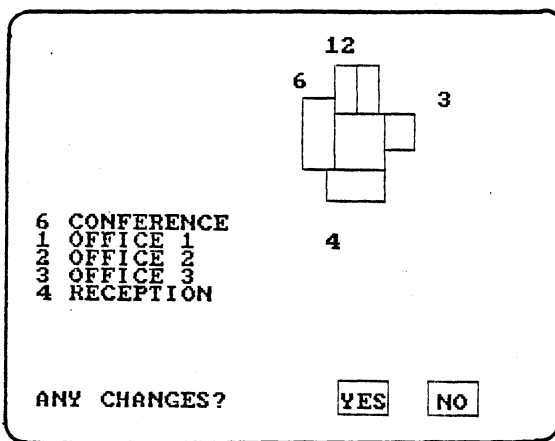 12
6
3
6 CONFERENCE
1 OFFICE 1
2 OFFICE 2
3 OFFICE 3
4 RECEPTION
4
ANY CHANGES? YES NO